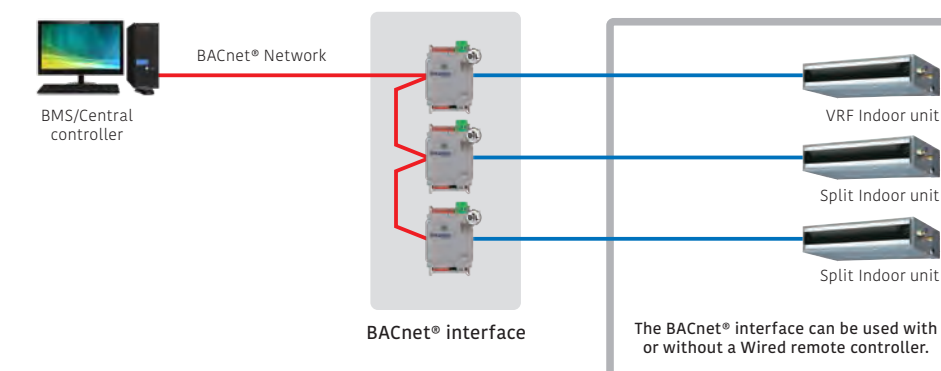 BACnet® Network
BMS/Central
controller
VRF Indoor unit
Split Indoor unit
Split Indoor unit
BACnet® interface
The BACnet® interface can be used with
or without a Wired remote controller.